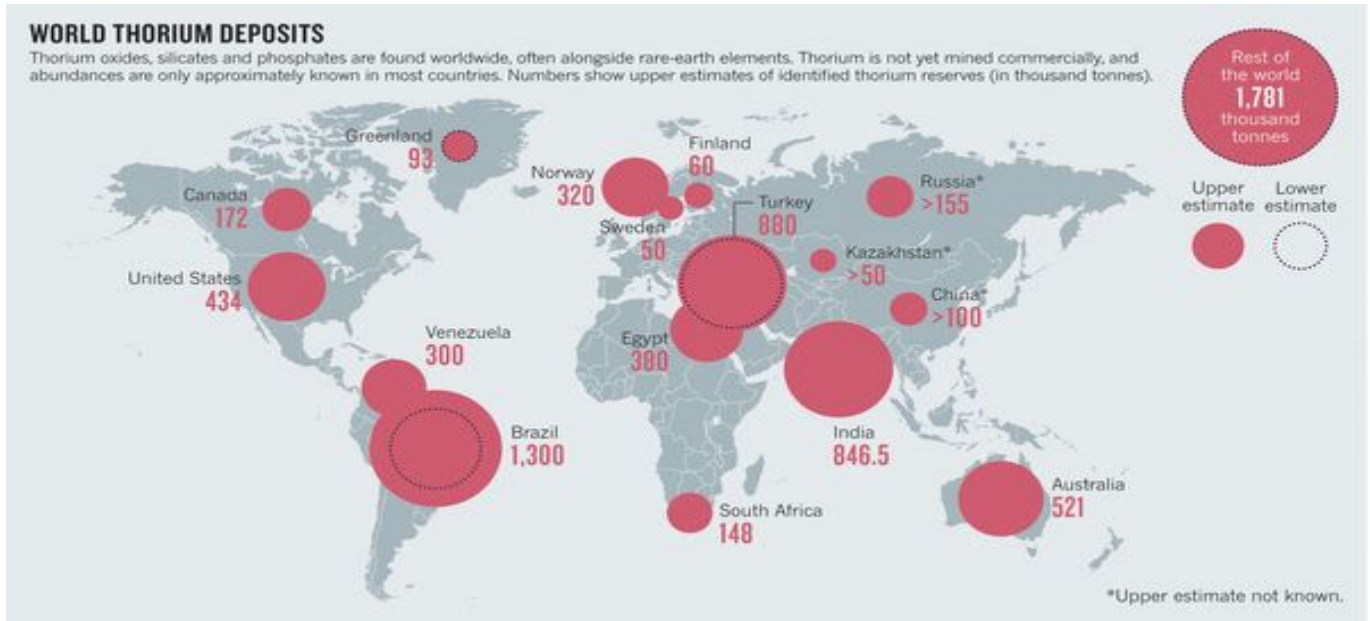 WORLD THORIUM DEPOSITS
Thorium oxides, silicates and phosphates are found worldwide, often alongside rare-earth elements. Thorium is not yet mined commercially, and
abundances are only approximately known in most countries. Numbers show upper estimates of identified thorium reserves (in thousand tonnes).
Rest of
the world
1,781
thousand
tonnes
Upper
estimate
Lower
estimate
Greenland
93
Canada
172
United States
434
Venezuela
300
Brazil
1,300
Norway
320
Finland
60
Sweden
50
Turkey
880
Egypt
380
South Africa
148
Russia*
>155
Kazakhstan*
>50
China*
>100
India
846.5
Australia
521
*Upper estimate not known.